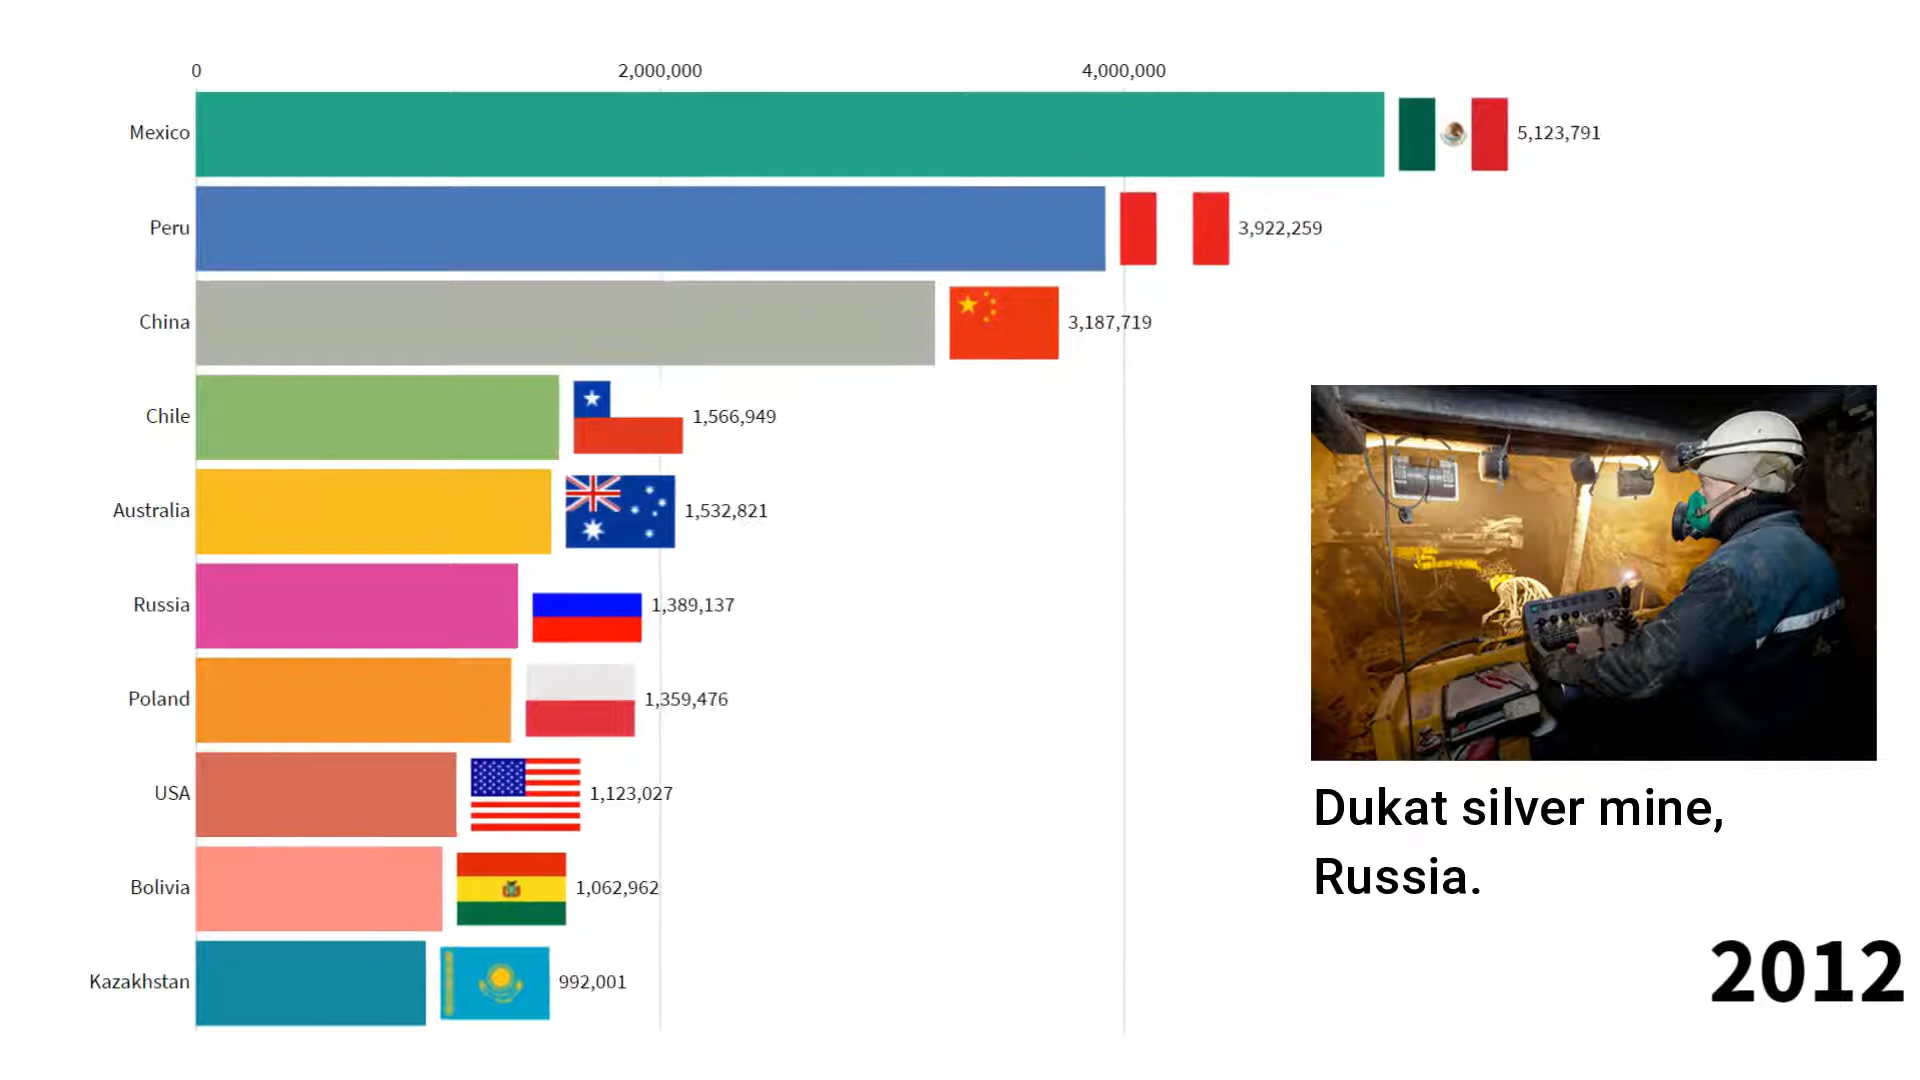 0 2,000,000 4,000,000
Mexico 5,123,791
Peru 3,922,259
China 3,187,719
Chile 1,566,949
Australia 1,532,821
Russia 1,389,137
Poland 1,359,476
USA 1,123,027
Bolivia 1,062,962
Kazakhstan 992,001
Dukat silver mine,
Russia.
2012